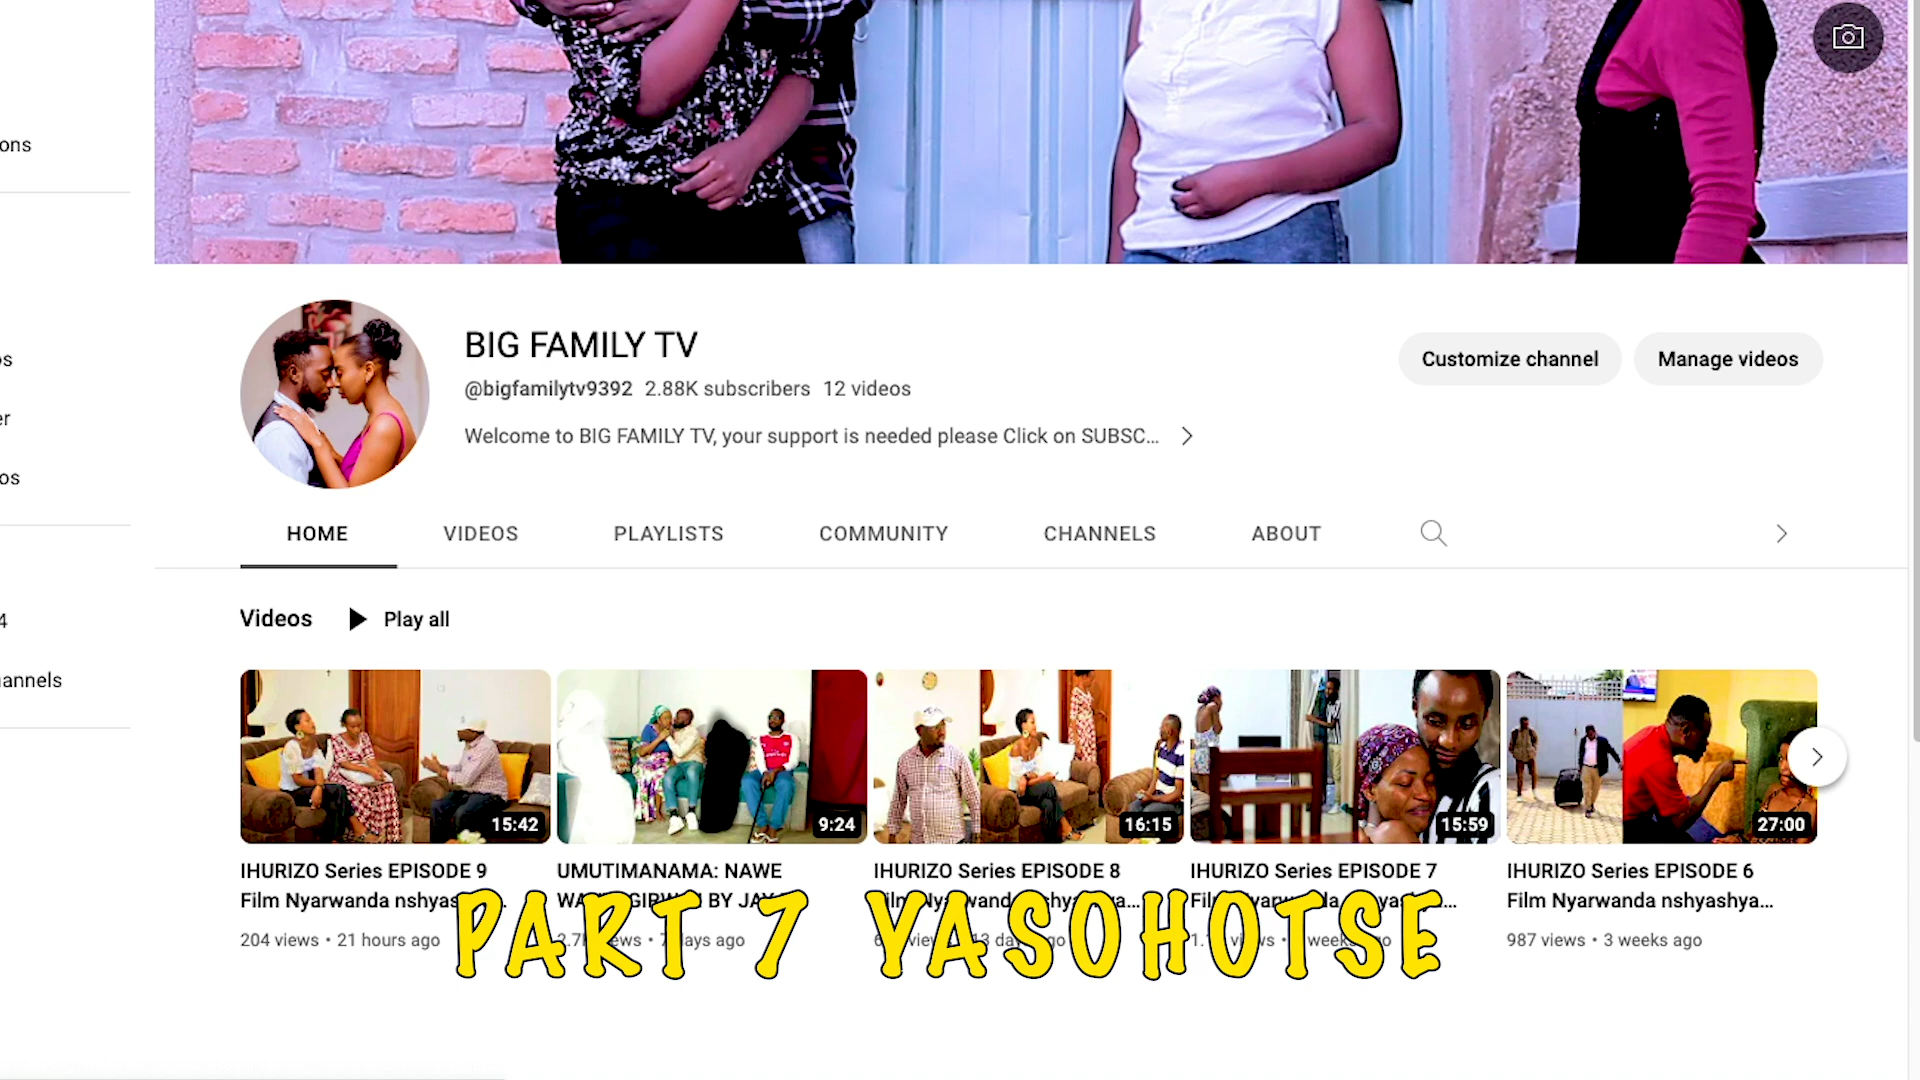 ons
os
er
os
4
annels
BIG FAMILY TV
@bigfamilytv9392 2.88K subscribers 12 videos
Welcome to BIG FAMILY TV, your support is needed please Click on SUBSC...
Customize channel
Manage videos
HOME
VIDEOS
PLAYLISTS
COMMUNITY
CHANNELS
ABOUT
Videos
Play all
15:42
9:24
16:15
15:59
27:00
IHURIZO Series EPISODE 9
Film Nyarwanda
204 views • 21 hours ago
UMUTIMANAMA: NAWE
BY
IHURIZO Series EPISODE 8
IHURIZO Series EPISODE 7
IHURIZO Series EPISODE 6
Film Nyarwanda nshyashya...
987 views • 3 weeks ago
PART 7 YASOHOTSE